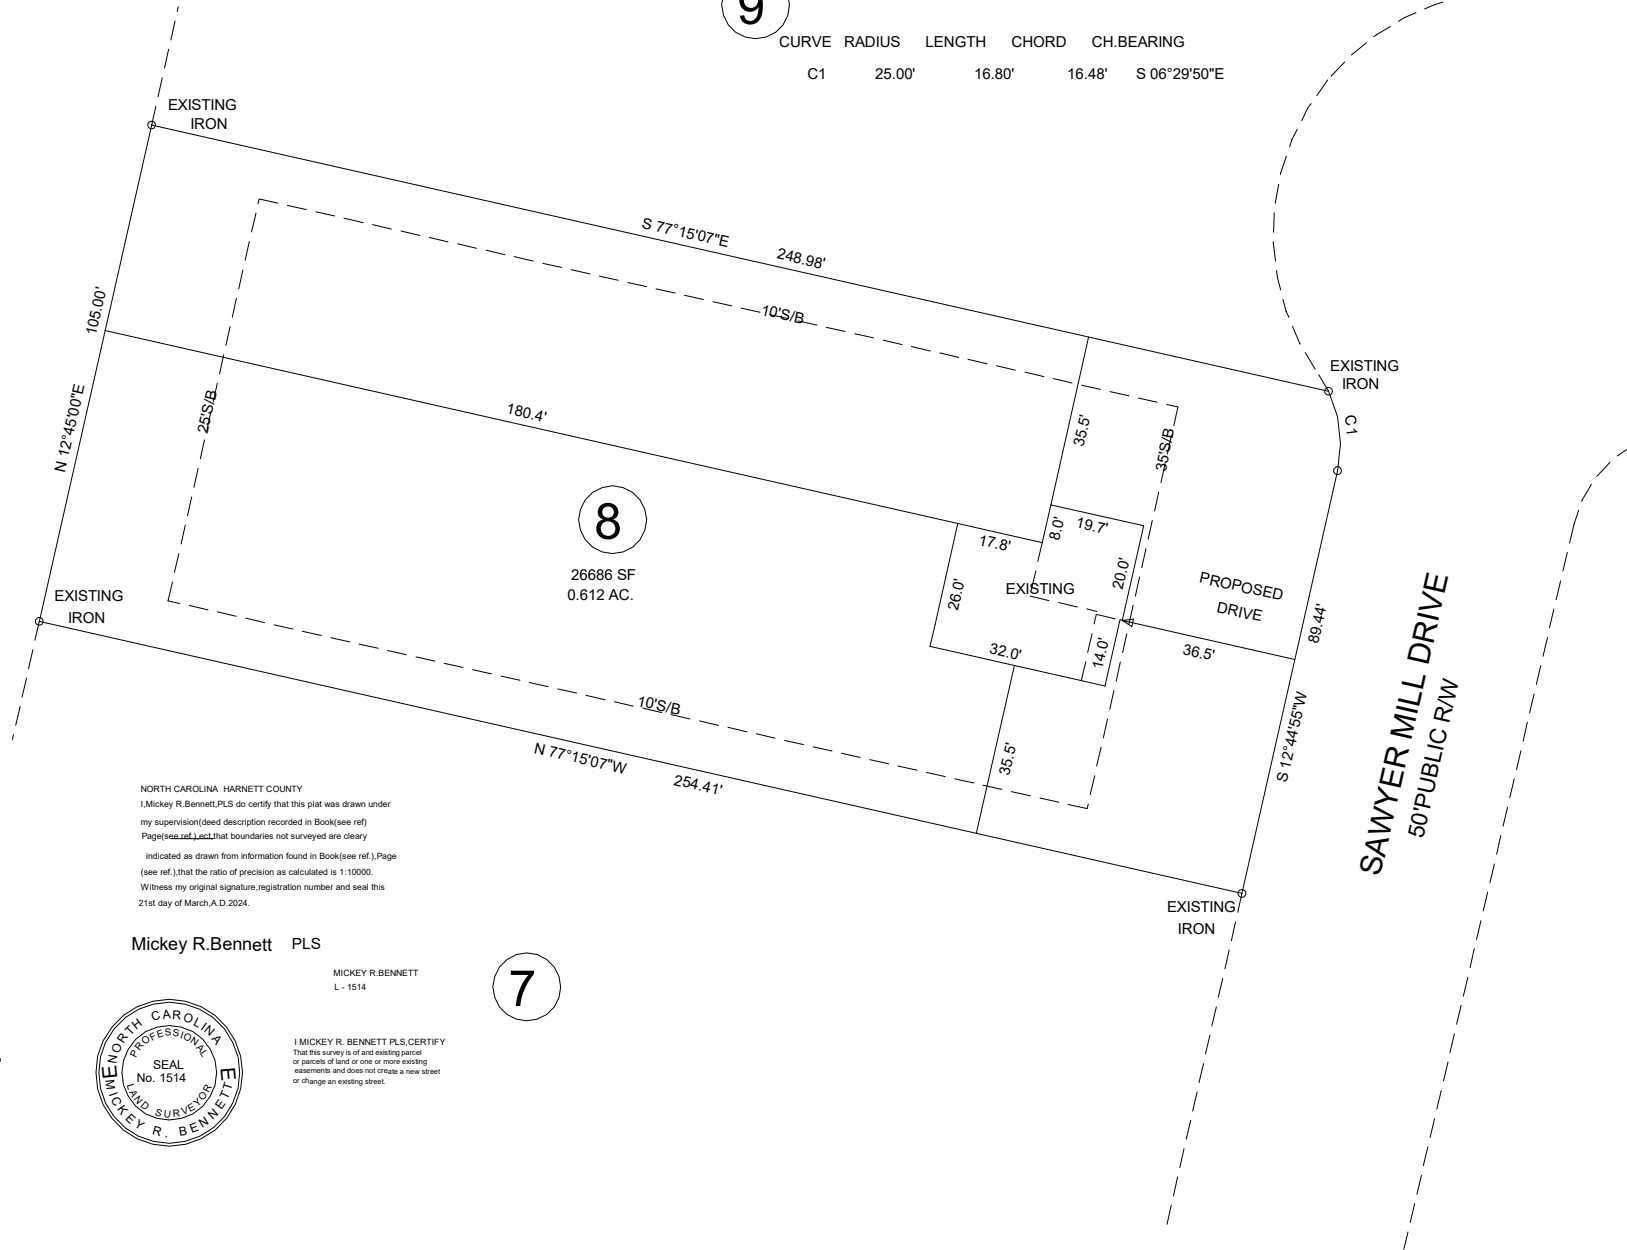 9
CURVE RADIUS LENGTH CHORD CH.BEARING
C1 25.00' 16.80' 16.48' S 06°29'50"E
EXISTING
IRON
S 77°15'07"E
248.98'
10'S/B
105.00'
N 12°45'00"E
25'S/B
180.4'
35.5'
35'S/B
EXISTING
IRON
C1
8
26686 SF
0.612 AC.
17.8'
8.0'
19.7'
20.0'
26.0'
EXISTING
32.0'
14.0'
PROPOSED
DRIVE
36.5'
89.44'
S 12°44'55"W
SAWYER MILL DRIVE
50'PUBLIC R/W
EXISTING
IRON
10'S/B
35.5'
N 77°15'07"W
254.41'
EXISTING
IRON
NORTH CAROLINA HARNETT COUNTY
I,Mickey R.Bennett,PLS do certify that this plat was drawn under
my supervision(deed description recorded in Book(see ref)
Page(see ref.),ect,that boundaries not surveyed are cleary
indicated as drawn from information found in Book(see ref.),Page
(see ref.),that the ratio of precision as calculated is 1:10000.
Witness my original signature,registration number and seal this
21st day of March,A.D.2024.
Mickey R.Bennett PLS
MICKEY R.BENNETT
L - 1514
7
NORTH CAROLINA
PROFESSIONAL
SEAL
No. 1514
LAND SURVEYOR
MICKEY R. BENNETT
I MICKEY R. BENNETT PLS,CERTIFY
That this survey is of and existing parcel
or parcels of land or one or more existing
easements and does not create a new street
or change an existing street.